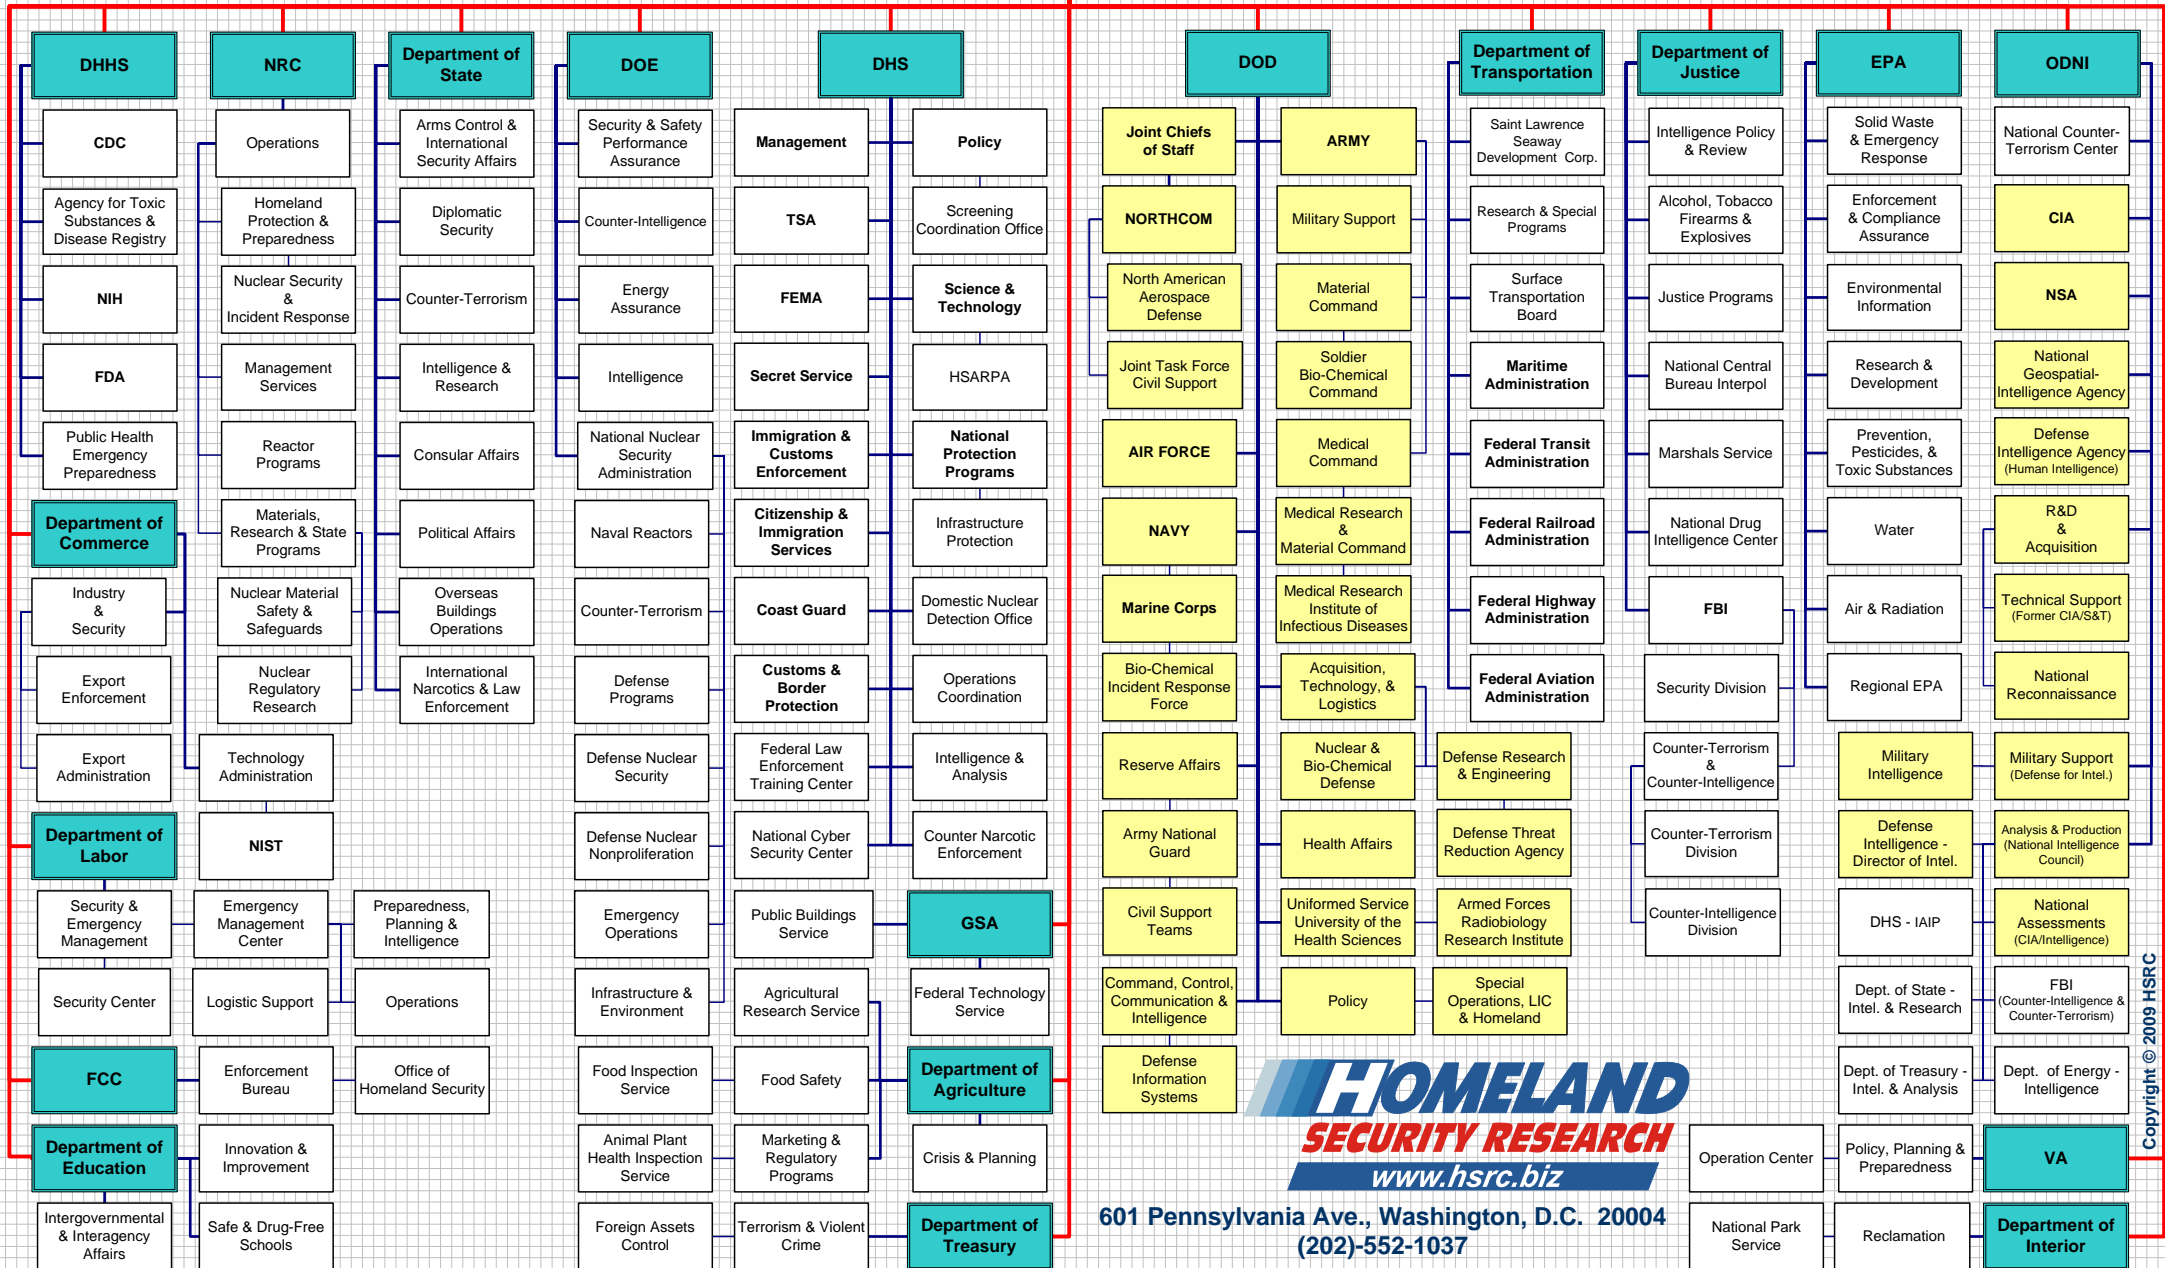 DHHS
NRC
Department of
State
DOE
DHS
DOD
Department of
Transportation
Department of
Justice
EPA
ODNI
CDC
Agency for Toxic
Substances &
Disease Registry
NIH
FDA
Public Health
Emergency
Preparedness
Department of
Commerce
Industry
&
Security
Export
Enforcement
Export
Administration
Technology
Administration
NIST
Department of
Labor
Security &
Emergency
Management
Emergency
Management
Center
Preparedness,
Planning &
Intelligence
Security Center
Logistic Support
Operations
FCC
Enforcement
Bureau
Office of
Homeland Security
Department of
Education
Innovation &
Improvement
Intergovernmental
& Interagency
Affairs
Safe & Drug-Free
Schools
Operations
Homeland
Protection &
Preparedness
Nuclear Security
&
Incident Response
Management
Services
Reactor
Programs
Materials,
Research & State
Programs
Nuclear Material
Safety &
Safeguards
Nuclear
Regulatory
Research
Arms Control &
International
Security Affairs
Diplomatic
Security
Counter-Terrorism
Intelligence &
Research
Consular Affairs
Political Affairs
Overseas
Buildings
Operations
International
Narcotics & Law
Enforcement
Security & Safety
Performance
Assurance
Counter-Intelligence
Energy
Assurance
Intelligence
National Nuclear
Security
Administration
Naval Reactors
Counter-Terrorism
Defense
Programs
Defense Nuclear
Security
Defense Nuclear
Nonproliferation
Emergency
Operations
Infrastructure &
Environment
Management
Policy
TSA
Screening
Coordination Office
FEMA
Science &
Technology
Secret Service
HSARPA
Immigration &
Customs
Enforcement
National
Protection
Programs
Citizenship &
Immigration
Services
Infrastructure
Protection
Coast Guard
Domestic Nuclear
Detection Office
Customs &
Border
Protection
Operations
Coordination
Federal Law
Enforcement
Training Center
Intelligence &
Analysis
National Cyber
Security Center
Counter Narcotic
Enforcement
Public Buildings
Service
GSA
Agricultural
Research Service
Federal Technology
Service
Food Inspection
Service
Food Safety
Department of
Agriculture
Animal Plant
Health Inspection
Service
Marketing &
Regulatory
Programs
Crisis & Planning
Foreign Assets
Control
Terrorism & Violent
Crime
Department of
Treasury
Joint Chiefs
of Staff
NORTHCOM
North American
Aerospace
Defense
Joint Task Force
Civil Support
AIR FORCE
NAVY
Marine Corps
Bio-Chemical
Incident Response
Force
Reserve Affairs
Army National
Guard
Civil Support
Teams
Command, Control,
Communication &
Intelligence
Defense
Information
Systems
ARMY
Military Support
Material
Command
Soldier
Bio-Chemical
Command
Medical
Command
Medical Research
&
Material Command
Medical Research
Institute of
Infectious Diseases
Acquisition,
Technology, &
Logistics
Nuclear &
Bio-Chemical
Defense
Defense Research
& Engineering
Health Affairs
Defense Threat
Reduction Agency
Uniformed Service
University of the
Health Sciences
Armed Forces
Radiobiology
Research Institute
Policy
Special
Operations, LIC
& Homeland
Saint Lawrence
Seaway
Development Corp.
Research & Special
Programs
Surface
Transportation
Board
Maritime
Administration
Federal Transit
Administration
Federal Railroad
Administration
Federal Highway
Administration
Federal Aviation
Administration
Intelligence Policy
& Review
Alcohol, Tobacco
Firearms &
Explosives
Justice Programs
National Central
Bureau Interpol
Marshals Service
National Drug
Intelligence Center
FBI
Security Division
Counter-Terrorism
&
Counter-Intelligence
Counter-Terrorism
Division
Counter-Intelligence
Division
Solid Waste
& Emergency
Response
Enforcement
& Compliance
Assurance
Environmental
Information
Research &
Development
Prevention,
Pesticides, &
Toxic Substances
Water
Air & Radiation
Regional EPA
National Counter-
Terrorism Center
CIA
NSA
National
Geospatial-
Intelligence Agency
Defense
Intelligence Agency
(Human Intelligence)
R&D
&
Acquisition
Technical Support
(Former CIA/S&T)
National
Reconnaissance
Military
Intelligence
Military Support
(Defense for Intel.)
Defense
Intelligence -
Director of Intel.
Analysis & Production
(National Intelligence
Council)
DHS - IAIP
National
Assessments
(CIA/Intelligence)
Dept. of State -
Intel. & Research
FBI
(Counter-Intelligence &
Counter-Terrorism)
Dept. of Treasury -
Intel. & Analysis
Dept. of Energy -
Intelligence
Operation Center
Policy, Planning &
Preparedness
VA
National Park
Service
Reclamation
Department of
Interior
HOMELAND
SECURITY RESEARCH
www.hsrc.biz
601 Pennsylvania Ave., Washington, D.C. 20004
(202)-552-1037
Copyright © 2009 HSRC